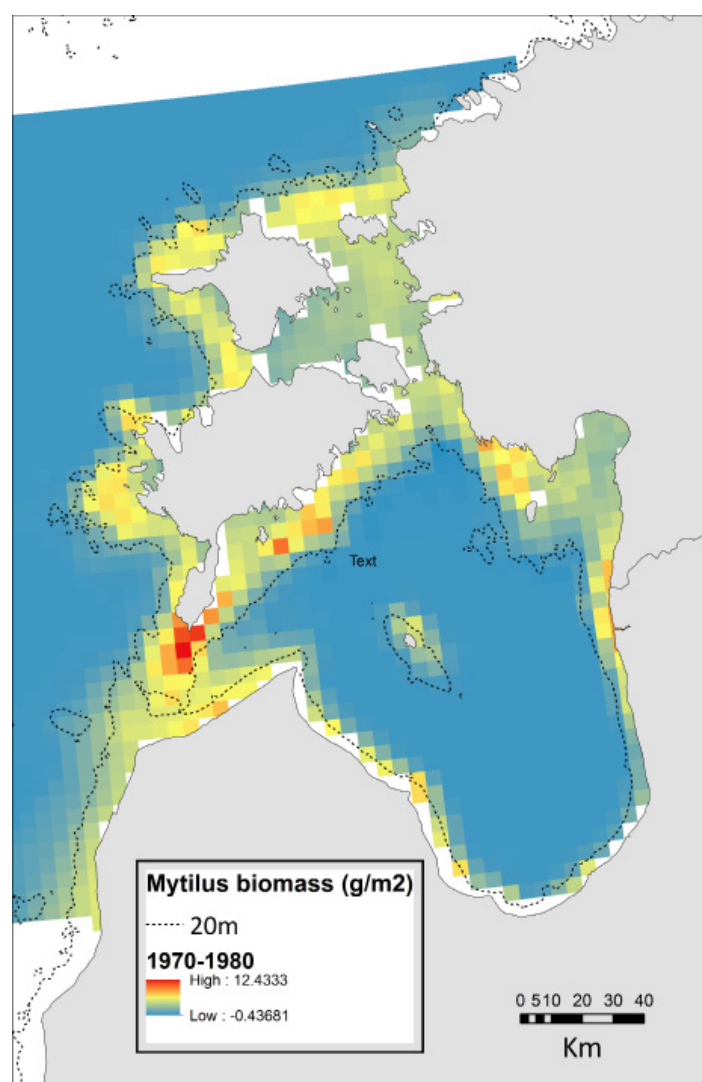 Text
Mytilus biomass (g/m2)
20m
1970-1980
High : 12.4333
Low : -0.43681
0 5 10 20 30 40
Km